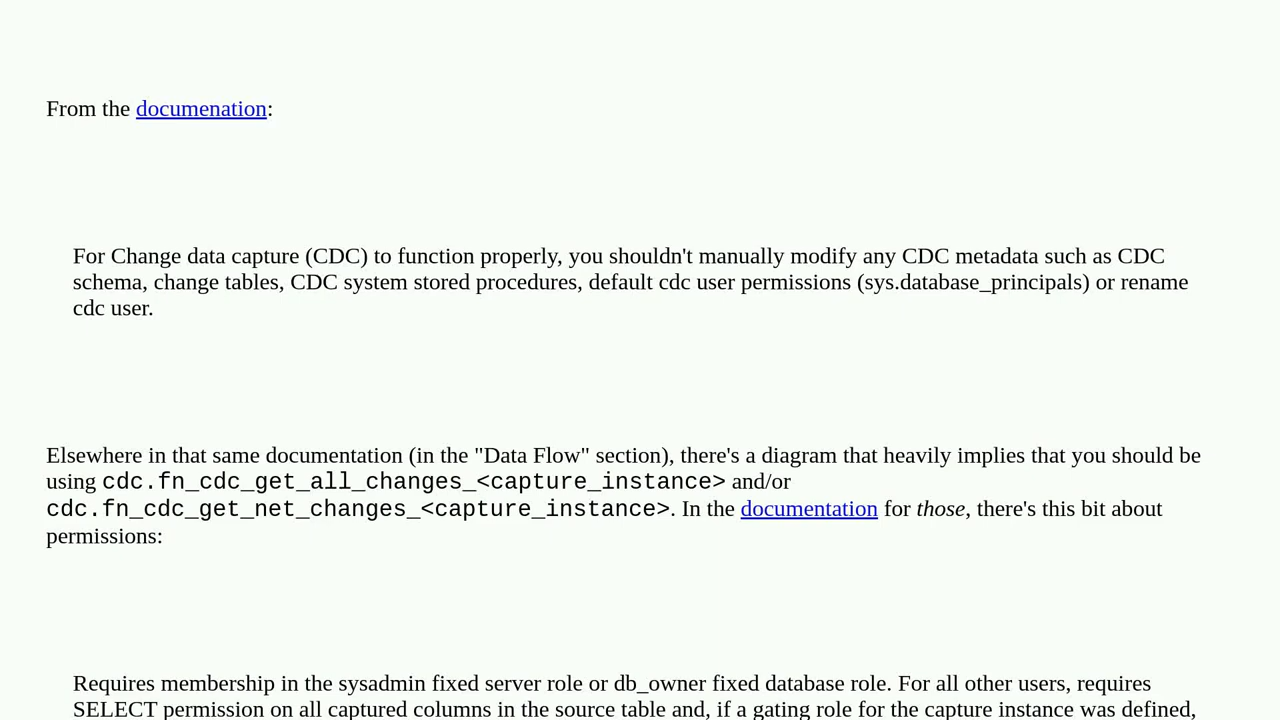 From the documenation:
For Change data capture (CDC) to function properly, you shouldn't manually modify any CDC metadata such as CDC
schema, change tables, CDC system stored procedures, default cdc user permissions (sys.database_principals) or rename
cdc user.
Elsewhere in that same documentation (in the "Data Flow" section), there's a diagram that heavily implies that you should be
using cdc.fn_cdc_get_all_changes_<capture_instance> and/or
cdc.fn_cdc_get_net_changes_<capture_instance>. In the documentation for those, there's this bit about
permissions:
Requires membership in the sysadmin fixed server role or db_owner fixed database role. For all other users, requires
SELECT permission on all captured columns in the source table and, if a gating role for the capture instance was defined,